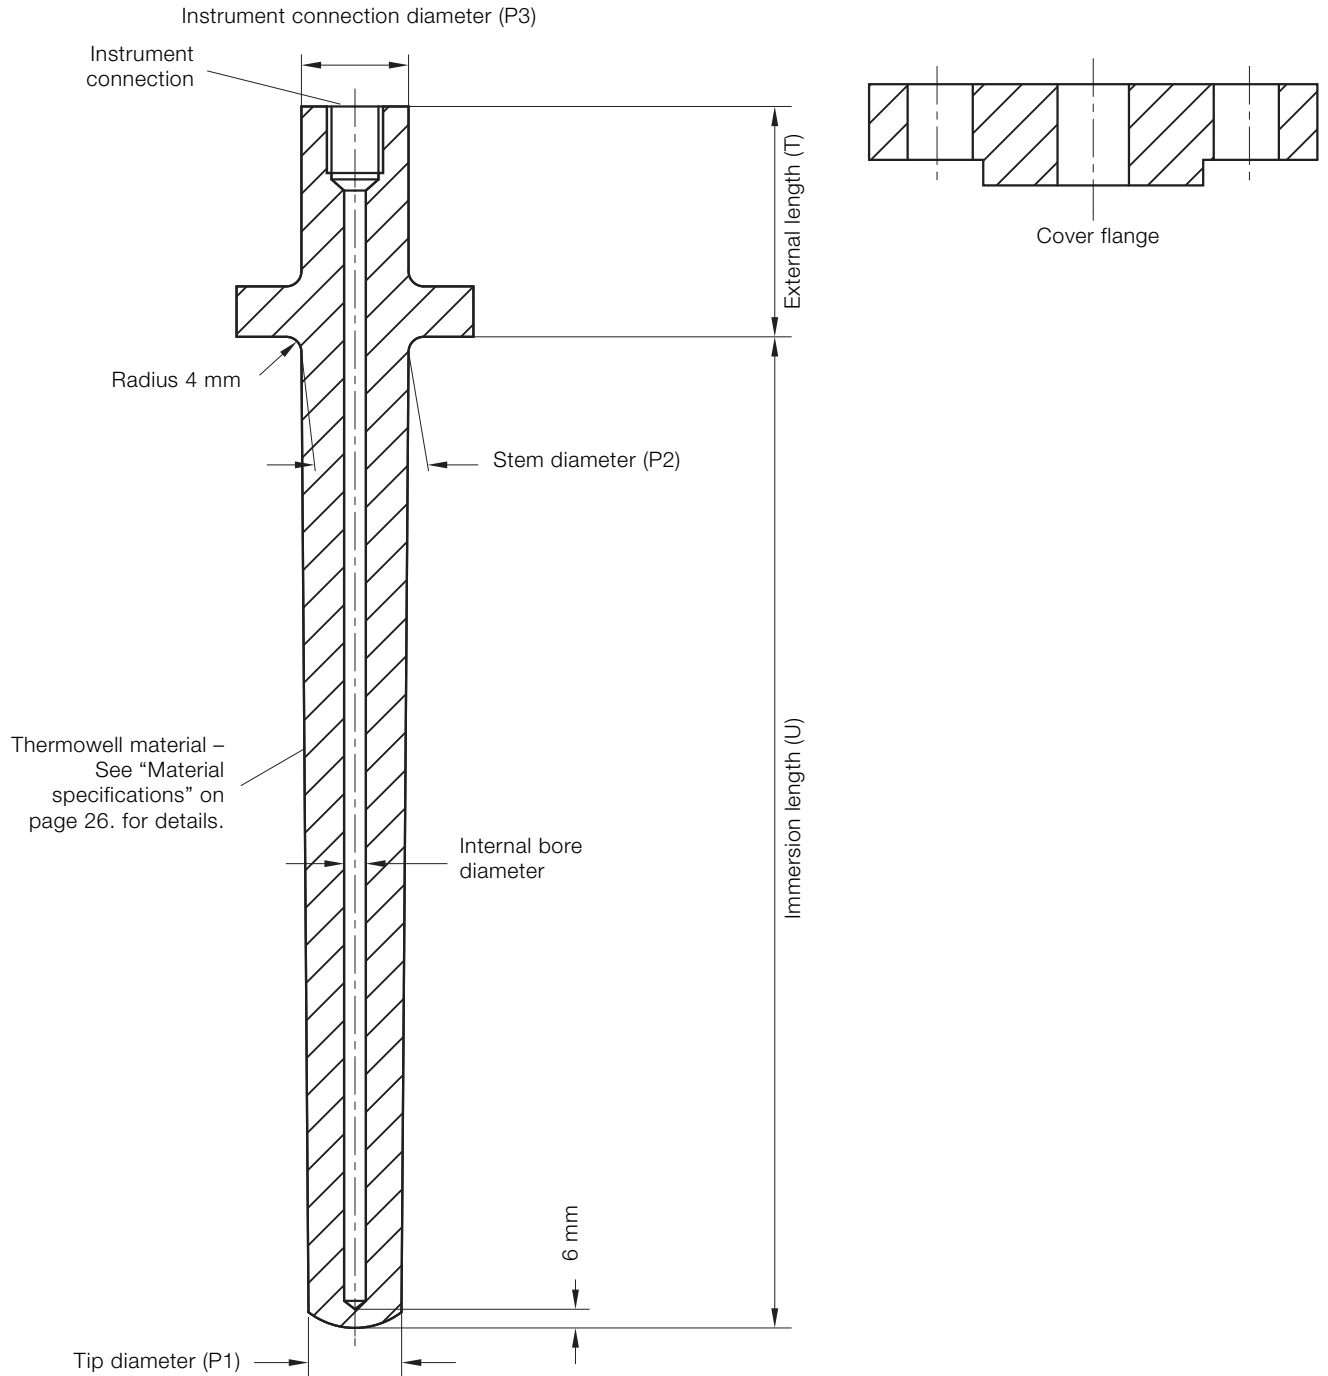 Instrument connection diameter (P3)
Instrument
connection
External length (T)
Cover flange
Radius 4 mm
Stem diameter (P2)
Thermowell material –
See “Material
specifications” on
page 26. for details.
Immersion length (U)
Internal bore
diameter
6 mm
Tip diameter (P1)